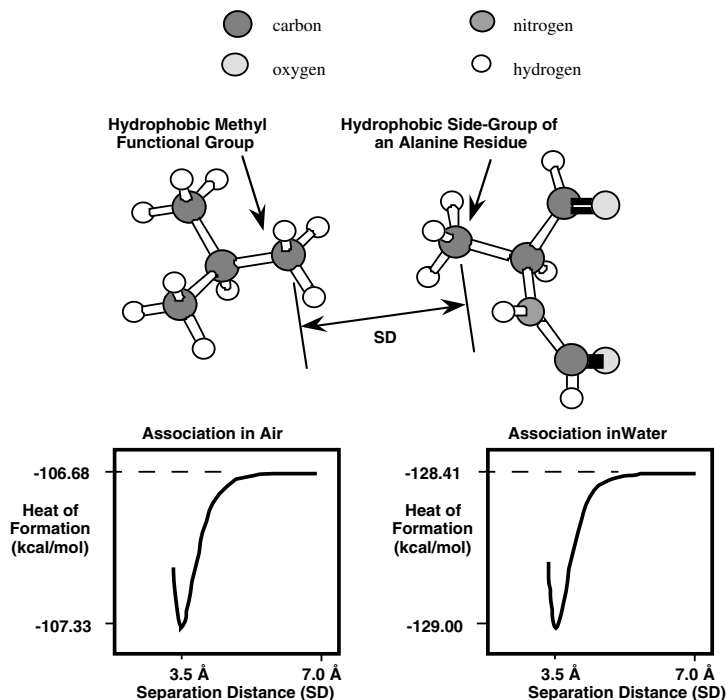 carbon
nitrogen
oxygen
hydrogen
Hydrophobic Methyl
Functional Group
Hydrophobic Side-Group of
an Alanine Residue
SD
Association in Air
-106.68
Heat of
Formation
(kcal/mol)
-107.33
3.5 Å
7.0 Å
Separation Distance (SD)
Association inWater
-128.41
Heat of
Formation
(kcal/mol)
-129.00
3.5 Å
7.0 Å
Separation Distance (SD)